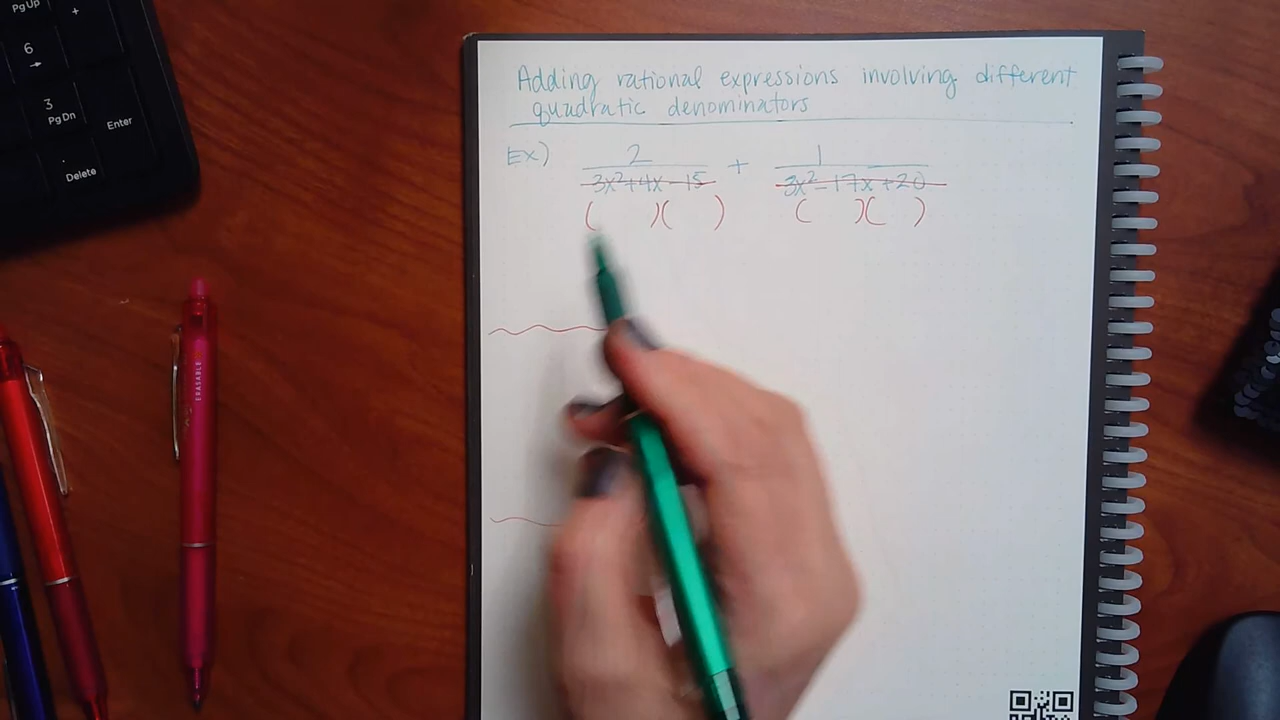 PgUp
+
6
3
PgDn
Enter
Delete
ERASABLE
Adding rational expressions involving different
quadratic denominators
Ex) 2 + 1
3x²+4x-15 3x²-17x+20
( )( ) ( )( )